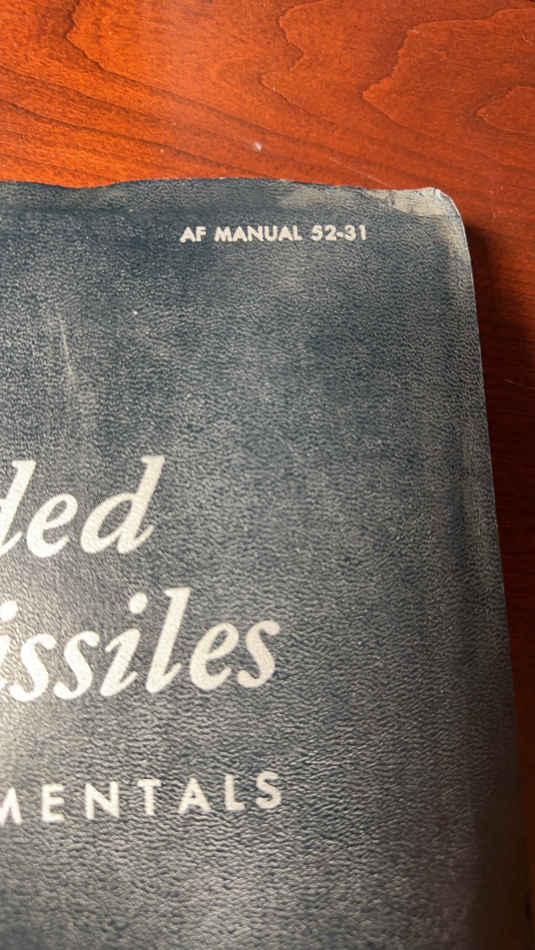 AF MANUAL 52-31
ded
issiles
MENTALS